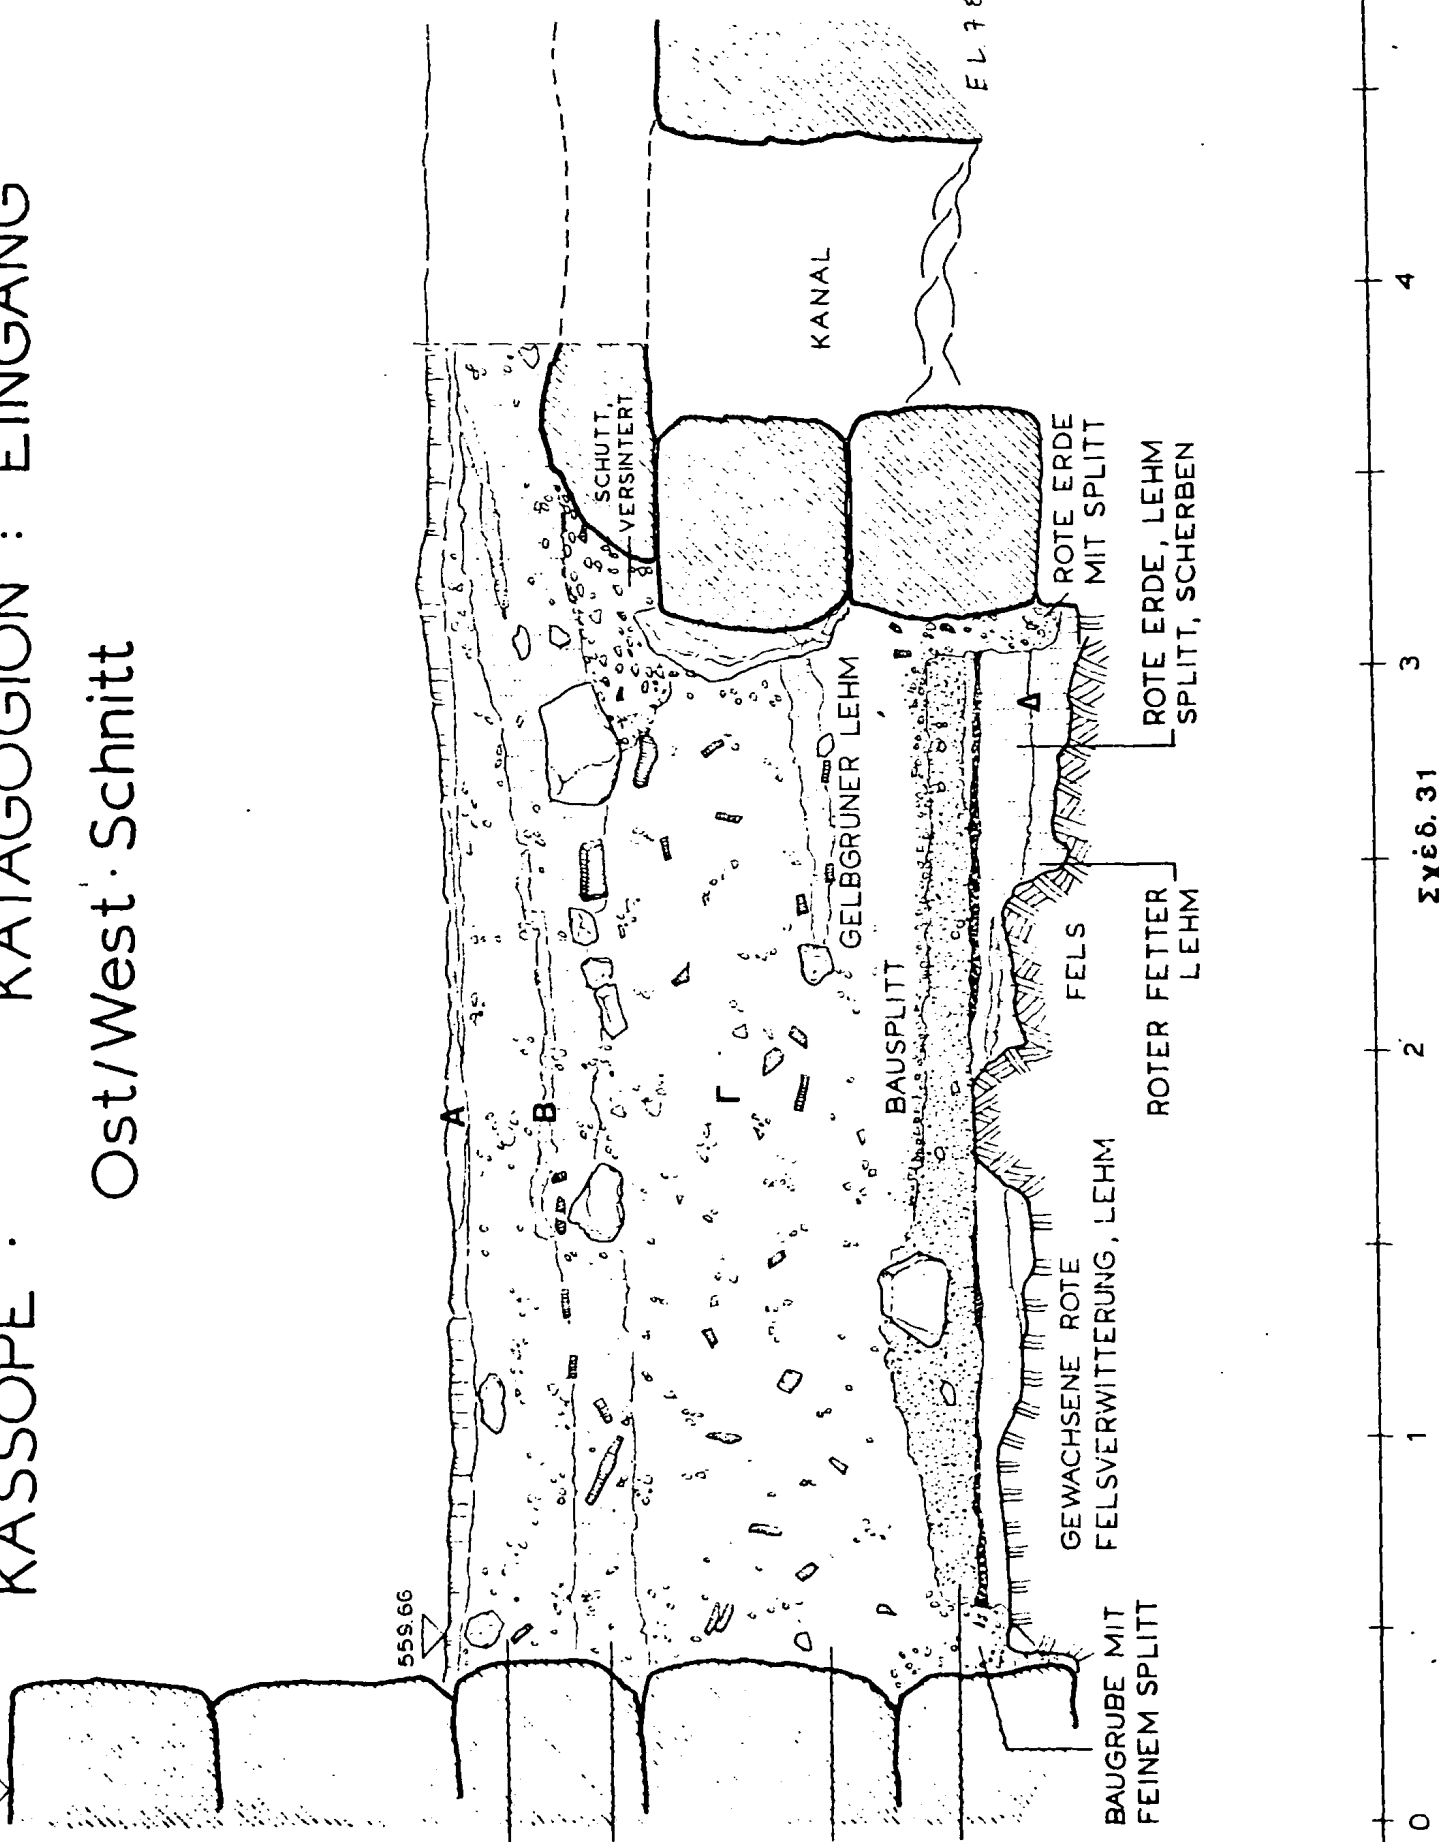 KASSOPE · KATAGOGION : EINGANG
Ost/West · Schnitt
559.66
A
B
Γ
Δ
SCHUTT,
VERSINTERT
KANAL
GELBGRÜNER LEHM
BAUSPLITT
ROTE ERDE
MIT SPLITT
ROTE ERDE, LEHM
SPLITT, SCHERBEN
FELS
ROTER FETTER
LEHM
GEWACHSENE ROTE
FELSVERWITTERUNG, LEHM
BAUGRUBE MIT
FEINEM SPLITT
0 1 2 3 4
Σχέδ. 31